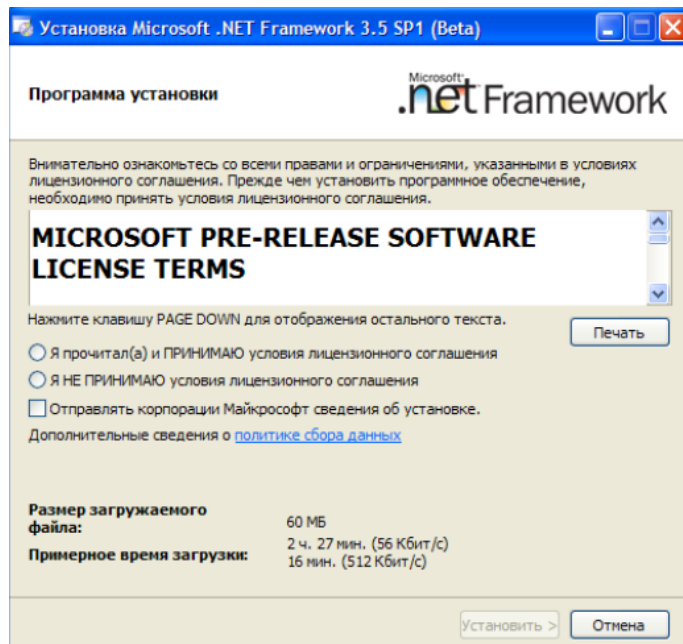 Установка Microsoft .NET Framework 3.5 SP1 (Beta)
Программа установки
Microsoft
.net Framework
Внимательно ознакомьтесь со всеми правами и ограничениями, указанными в условиях
лицензионного соглашения. Прежде чем установить программное обеспечение,
необходимо принять условия лицензионного соглашения.
MICROSOFT PRE-RELEASE SOFTWARE
LICENSE TERMS
Нажмите клавишу PAGE DOWN для отображения остального текста.
Печать
Я прочитал(а) и ПРИНИМАЮ условия лицензионного соглашения
Я НЕ ПРИНИМАЮ условия лицензионного соглашения
Отправлять корпорации Майкрософт сведения об установке.
Дополнительные сведения о политике сбора данных
Размер загружаемого
файла:
60 МБ
Примерное время загрузки:
2 ч. 27 мин. (56 Кбит/с)
16 мин. (512 Кбит/с)
Установить >
Отмена